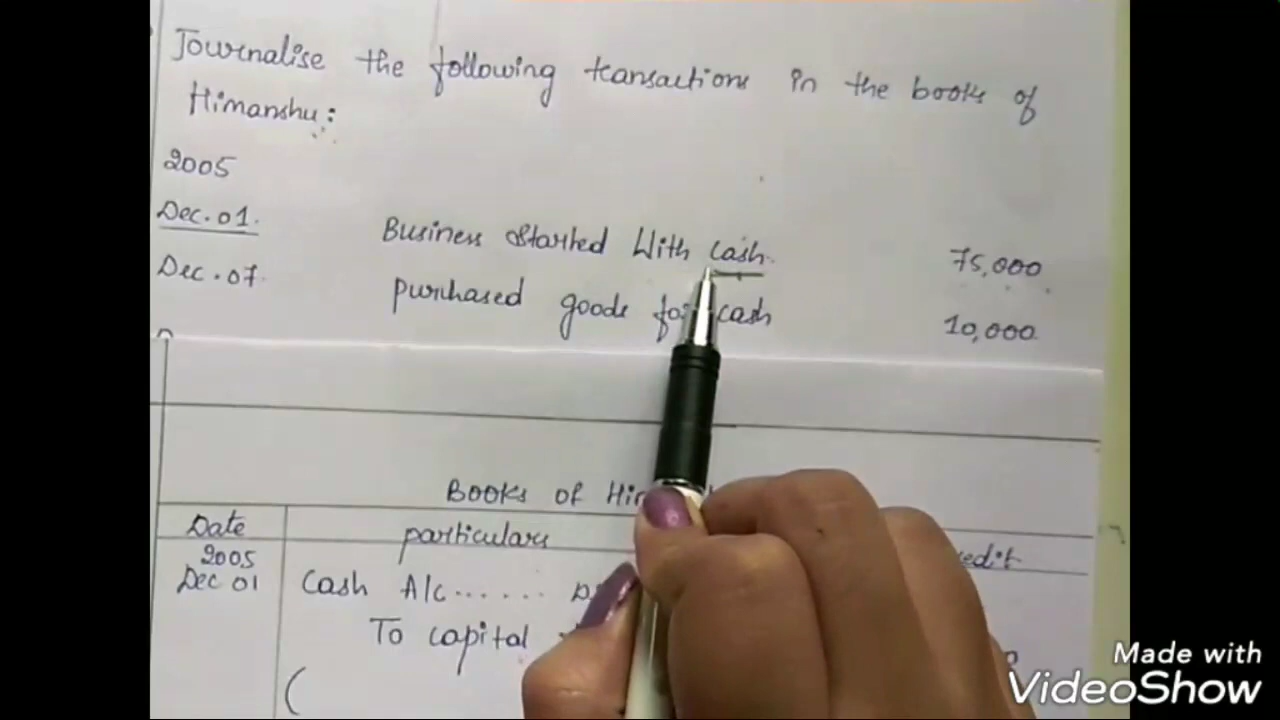 Journalise the following transactions in the books of
Himanshu:
2005
Dec. 01. Business started with cash. 75,000
Dec. 07. purchased goods for cash 10,000
Books of
Date particulars
2005
Dec 01 Cash A/c......
To capital
(
Made with
VideoShow